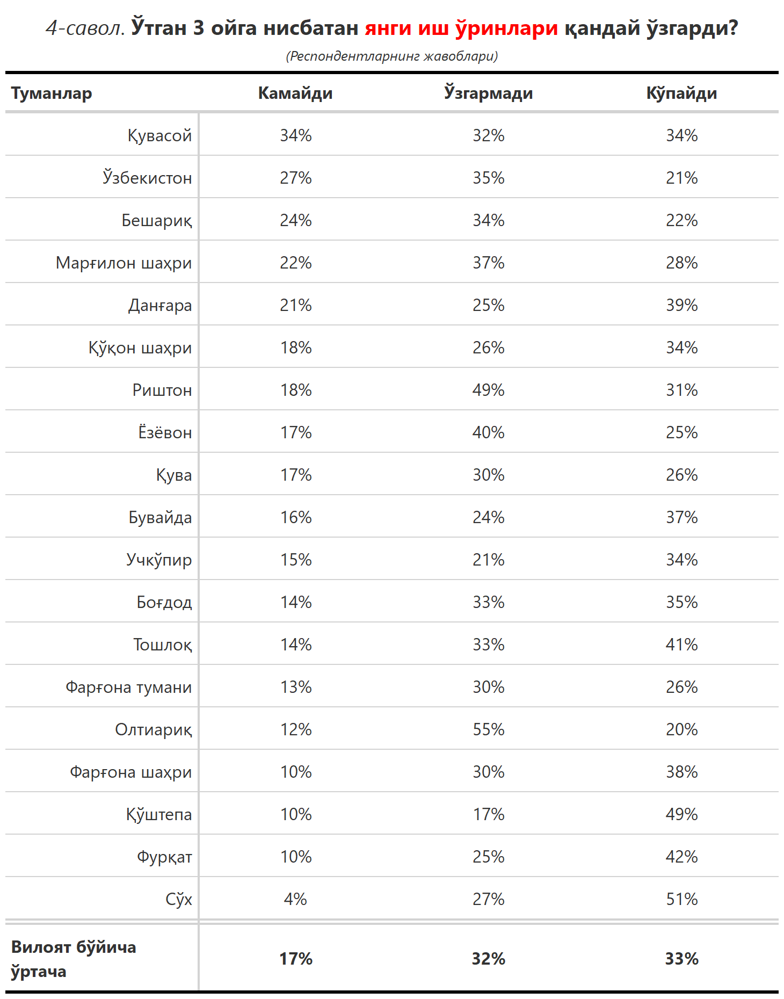 4-савол. Ўтган 3 ойга нисбатан янги иш ўринлари қандай ўзгарди?
(Респондентларнинг жавоблари)
Туманлар Камайди Ўзгармади Кўпайди
Қувасой 34% 32% 34%
Ўзбекистон 27% 35% 21%
Бешариқ 24% 34% 22%
Марғилон шаҳри 22% 37% 28%
Данғара 21% 25% 39%
Қўқон шаҳри 18% 26% 34%
Риштон 18% 49% 31%
Ёзёвон 17% 40% 25%
Қува 17% 30% 26%
Бувайда 16% 24% 37%
Учкўпир 15% 21% 34%
Боғдод 14% 33% 35%
Тошлоқ 14% 33% 41%
Фарғона тумани 13% 30% 26%
Олтиариқ 12% 55% 20%
Фарғона шаҳри 10% 30% 38%
Қўштепа 10% 17% 49%
Фурқат 10% 25% 42%
Сўх 4% 27% 51%
Вилоят бўйича
ўртача 17% 32% 33%